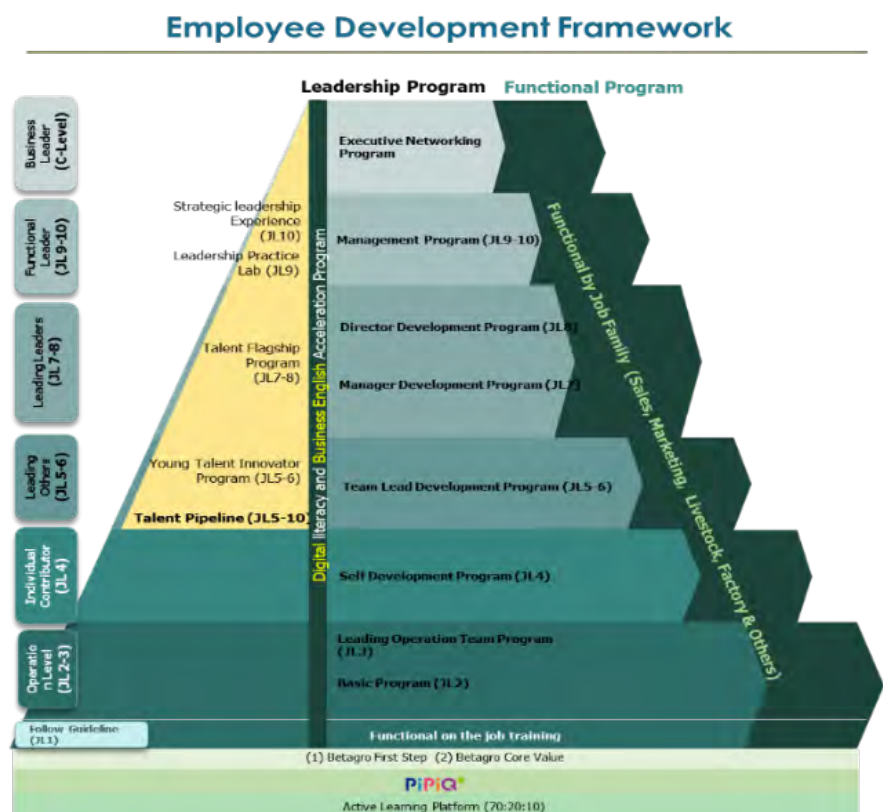 Employee Development Framework
Leadership Program
Functional Program
Business
Leader
(C-Level)
Executive Networking
Program
Functional
Leader
(JL9-10)
Strategic leadership
Experience
(JL10)
Leadership Practice
Lab (JL9)
Management Program (JL9-10)
Leading Leaders
(JL7-8)
Talent Flagship
Program
(JL7-8)
Director Development Program (JL8)
Manager Development Program (JL7)
Leading
Others
(JL5-6)
Young Talent Innovator
Program (JL5-6)
Talent Pipeline (JL5-10)
Team Lead Development Program (JL5-6)
Digital literacy and Business English Acceleration Program
Functional by Job Family (Sales, Marketing, Livestock, Factory & Others)
Individual
Contributor
(JL4)
Self Development Program (JL4)
Operatio
n Level
(JL2-3)
Leading Operation Team Program
(JL3)
Basic Program (JL2)
Follow Guideline
(JL1)
Functional on the job training
(1) Betagro First Step (2) Betagro Core Value
PiPiQ
Active Learning Platform (70:20:10)